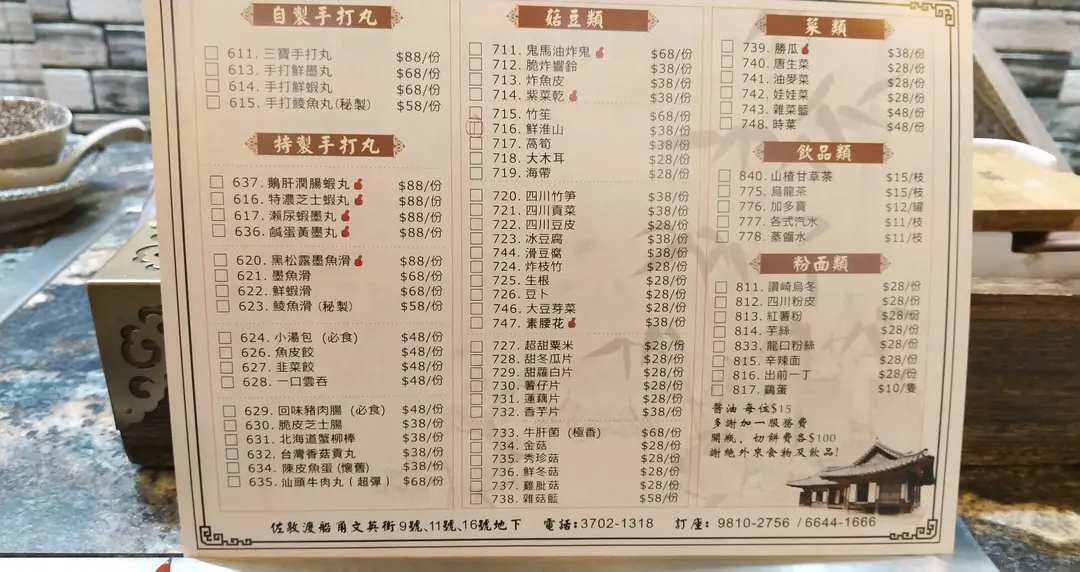 自製手打丸
611. 三寶手打丸 $88/份
613. 手打鮮墨丸 $68/份
614. 手打鮮蝦丸 $68/份
615. 手打鯪魚丸(秘製) $58/份
特製手打丸
637. 鵝肝潤腸蝦丸 $88/份
616. 特濃芝士蝦丸 $88/份
617. 瀨尿蝦墨丸 $88/份
636. 鹹蛋黃墨丸 $88/份
620. 黑松露墨魚滑 $88/份
621. 墨魚滑 $68/份
622. 鮮蝦滑 $68/份
623. 鯪魚滑 (秘製) $58/份
624. 小湯包 (必食) $48/份
626. 魚皮餃 $48/份
627. 韭菜餃 $48/份
628. 一口雲吞 $48/份
629. 回味豬肉腸 (必食) $48/份
630. 脆皮芝士腸 $38/份
631. 北海道蟹柳棒 $38/份
632. 台灣香菇貢丸 $38/份
634. 陳皮魚蛋(懷舊) $38/份
635. 汕頭牛肉丸(超彈) $68/份
菇豆類
711. 鬼馬油炸鬼 $68/份
712. 脆炸響鈴 $38/份
713. 炸魚皮 $38/份
714. 紫菜乾 $38/份
715. 竹笙 $68/份
716. 鮮淮山 $38/份
717. 萵筍 $38/份
718. 大木耳 $28/份
719. 海帶 $28/份
720. 四川竹筍 $38/份
721. 四川貢菜 $38/份
722. 四川豆皮 $28/份
723. 冰豆腐 $38/份
744. 滑豆腐 $38/份
724. 炸枝竹 $28/份
725. 生根 $28/份
726. 豆卜 $28/份
746. 大豆芽菜 $28/份
747. 素腰花 $38/份
727. 超甜粟米 $28/份
728. 甜冬瓜片 $28/份
729. 甜蘿白片 $28/份
730. 薯仔片 $28/份
731. 蓮藕片 $28/份
732. 香芋片 $38/份
733. 牛肝菌 (極香) $68/份
734. 金菇 $28/份
735. 秀珍菇 $28/份
736. 鮮冬菇 $28/份
737. 雞肶菇 $28/份
738. 雜菇籃 $58/份
菜類
739. 勝瓜 $38/份
740. 唐生菜 $28/份
741. 油麥菜 $28/份
742. 娃娃菜 $28/份
743. 雜菜籃 $48/份
748. 時菜 $48/份
飲品類
840. 山楂甘草茶 $15/枝
775. 烏龍茶 $15/枝
776. 加多寶 $12/罐
777. 各式汽水 $11/枝
778. 蒸餾水 $11/枝
粉面類
811. 讚崎烏冬 $28/份
812. 四川粉皮 $28/份
813. 紅薯粉 $28/份
814. 芋絲 $28/份
833. 龍口粉絲 $28/份
815. 辛辣面 $28/份
816. 出前一丁 $28/份
817. 鷄蛋 $10/隻
醬油 每位$15
多謝加一服務費
開瓶、切餅費各$100
謝絕外來食物及飲品!
佐敦渡船角文英街9號、11號、16號地下 電話:3702-1318 訂座: 9810-2756 / 6644-1666